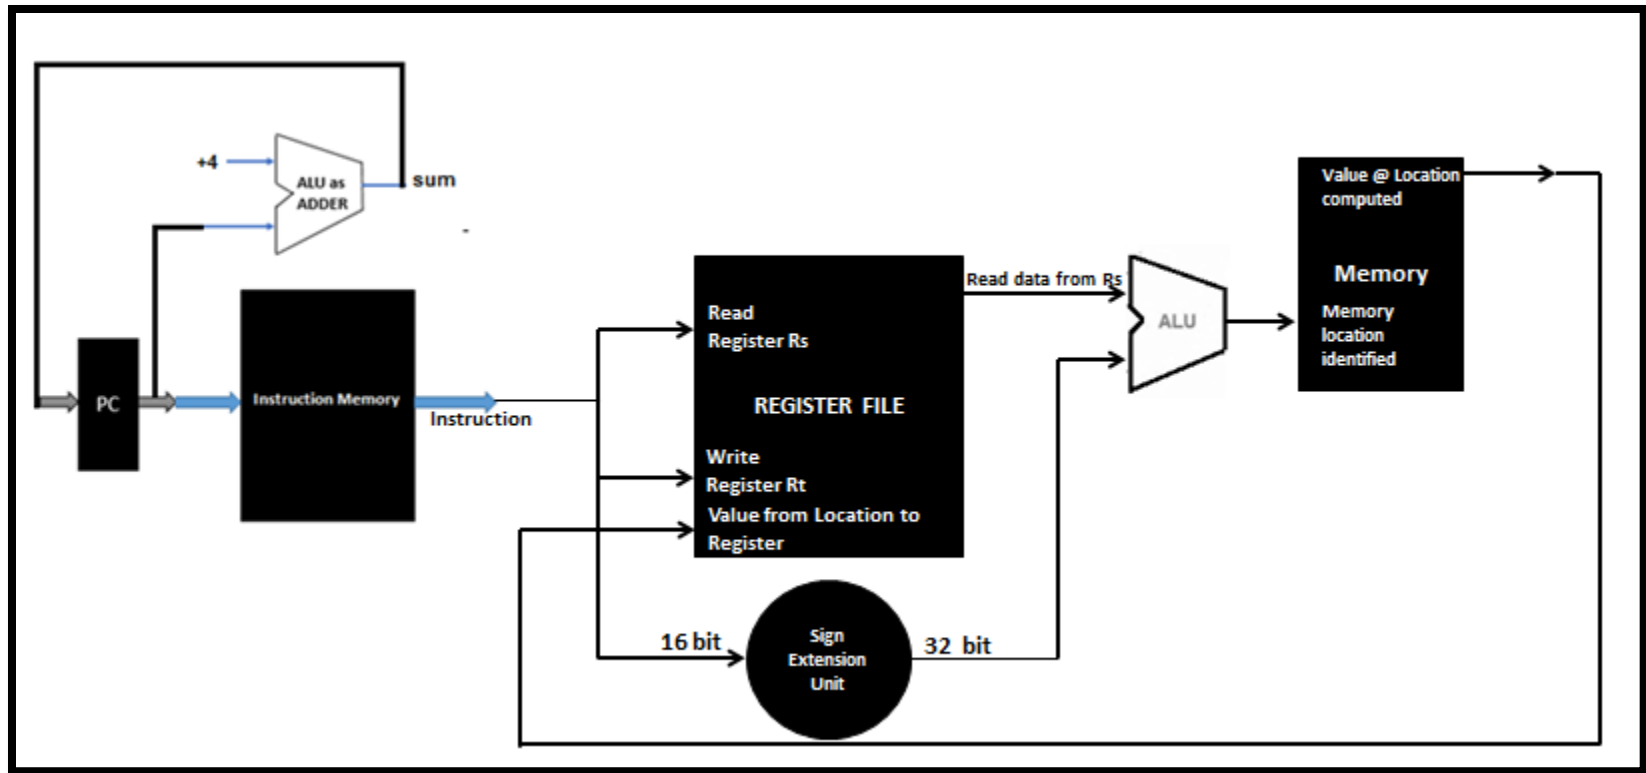 +4
ALU as
ADDER
sum
-
PC
Instruction Memory
Instruction
Read
Register Rs
REGISTER FILE
Write
Register Rt
Value from Location to
Register
Read data from Rs
ALU
Value @ Location
computed
Memory
Memory
location
identified
16 bit
Sign
Extension
Unit
32 bit